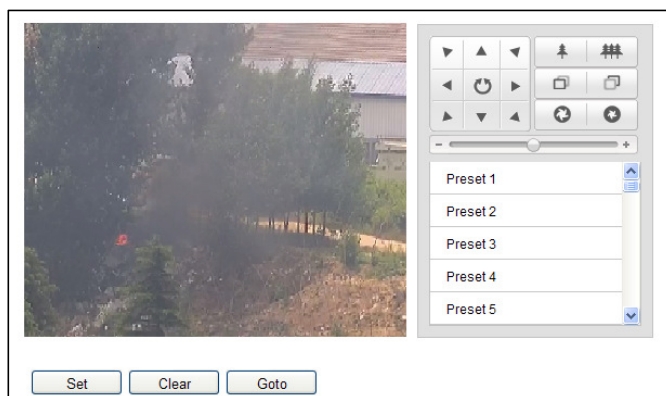 Preset 1
Preset 2
Preset 3
Preset 4
Preset 5
Set Clear Goto